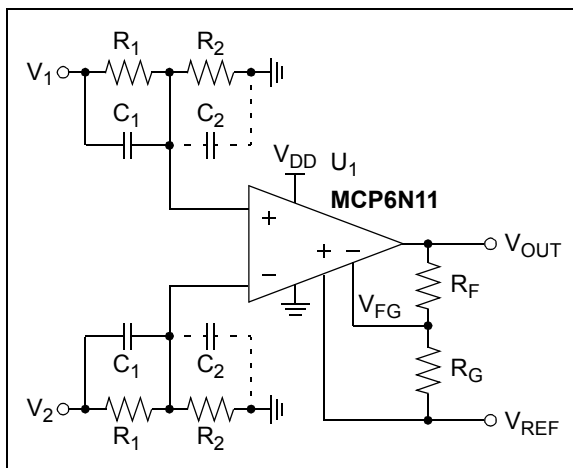 R1 R2
V1
C1 C2
VDD U1
MCP6N11
+
+ −
VOUT
−
RF
VFG
C1 C2
RG
V2
R1 R2
VREF